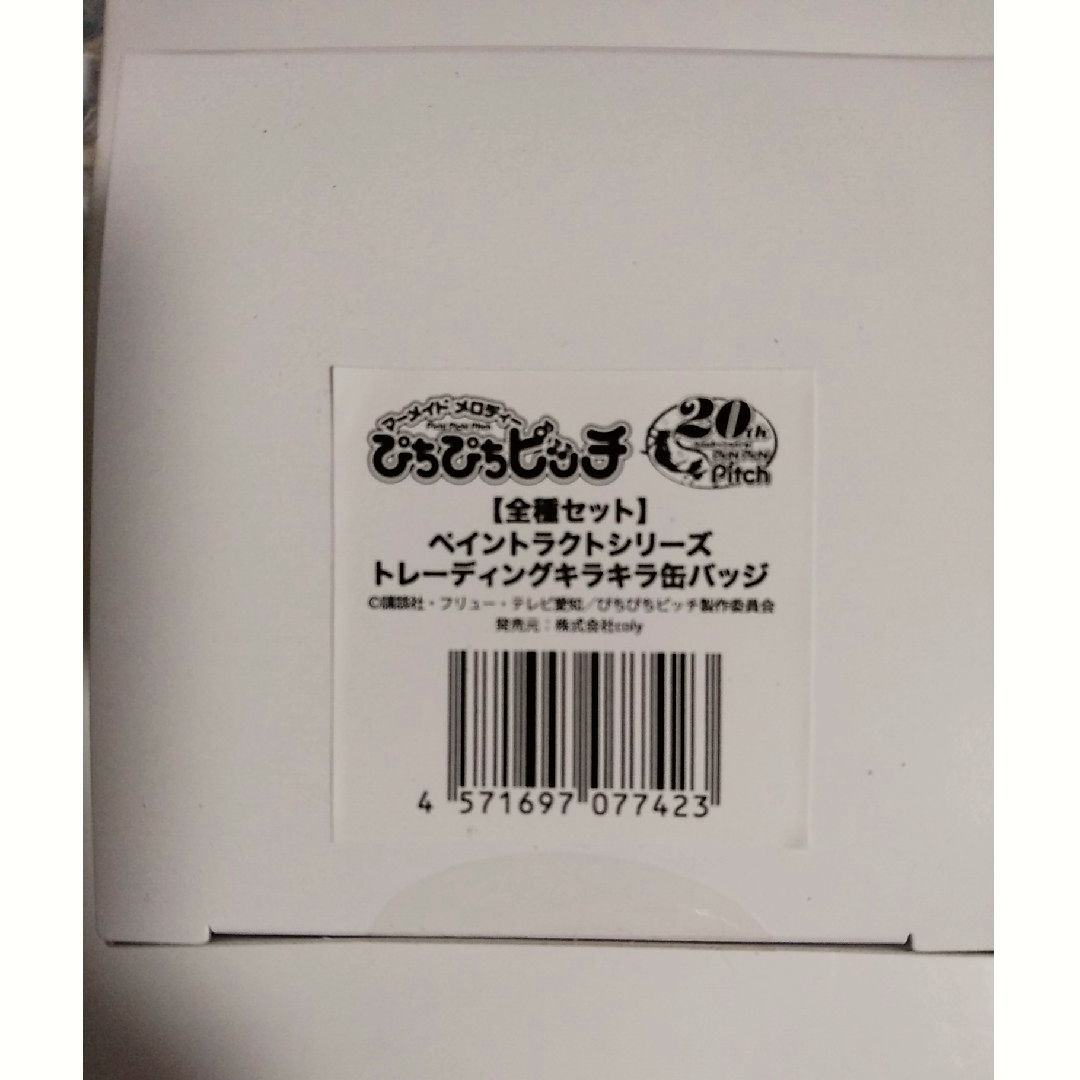 マーメイド メロディー
ぴちぴちピッチ
20th
Pichi Pichi
Pitch
【全種セット】
ペイントラクトシリーズ
トレーディングキラキラ缶バッジ
©講談社・フリュー・テレビ愛知／ぴちぴちピッチ製作委員会
発売元：株式会社coly
4 571697 077423